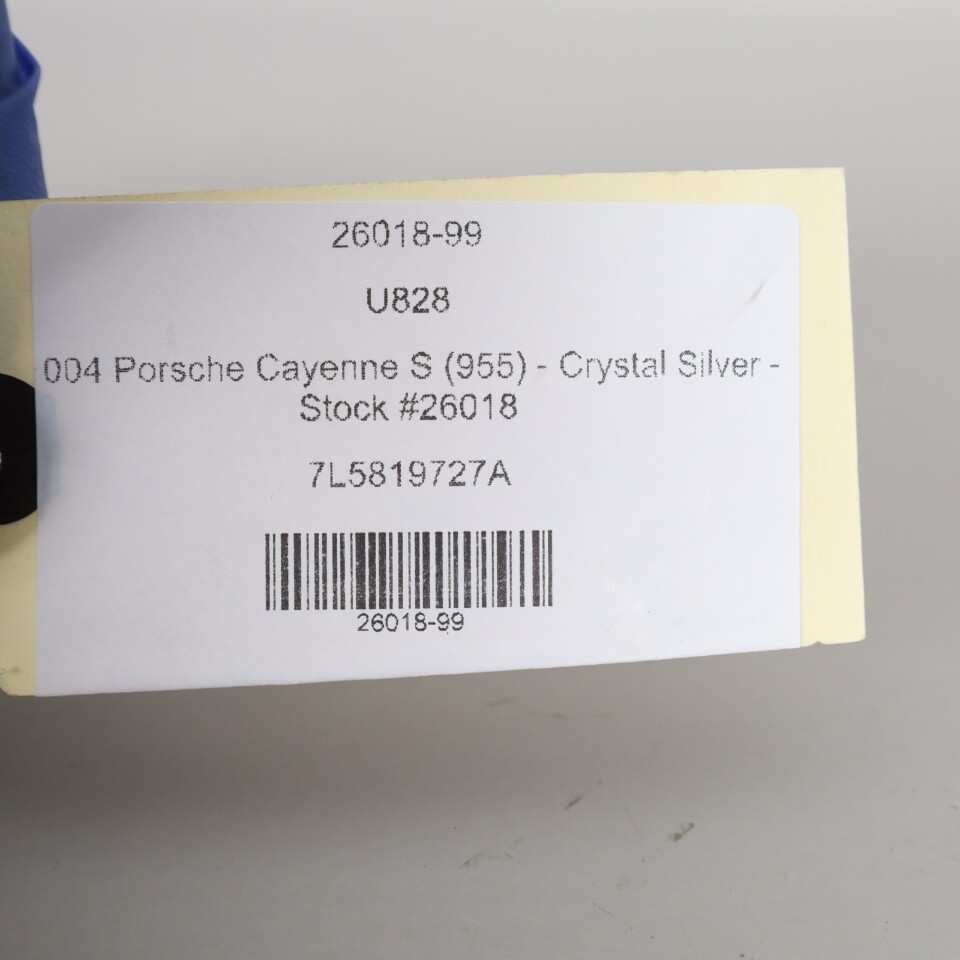 26018-99
U828
004 Porsche Cayenne S (955) - Crystal Silver -
Stock #26018
7L5819727A
26018-99